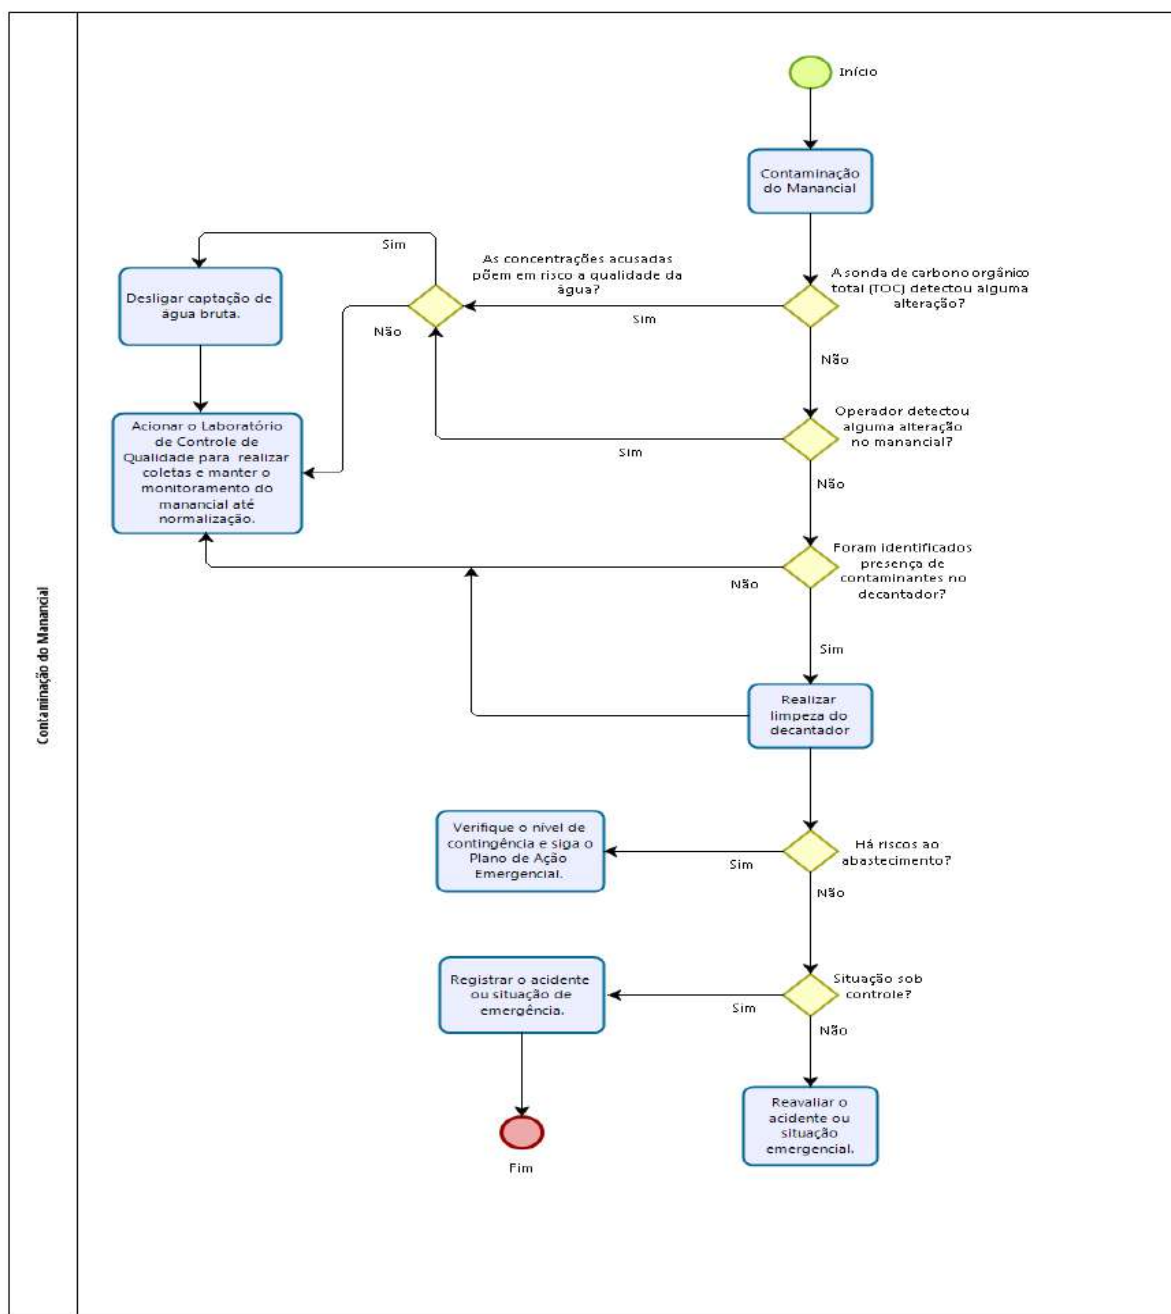 Contaminação do Manancial
Início
Contaminação
do Manancial
Sim
As concentrações acusadas
põem em risco a qualidade da
água?
A sonda de carbono orgânico
total (TOC) detectou alguma
alteração?
Desligar captação de
água bruta.
Sim
Não
Não
Acionar o Laboratório
de Controle de
Qualidade para realizar
coletas e manter o
monitoramento do
manancial até
normalização.
Operador detectou
alguma alteração
no manancial?
Sim
Não
Foram identificados
presença de
contaminantes no
decantador?
Não
Sim
Realizar
limpeza do
decantador
Verifique o nível de
contingência e siga o
Plano de Ação
Emergencial.
Há riscos ao
abastecimento?
Sim
Não
Registrar o acidente
ou situação de
emergência.
Situação sob
controle?
Sim
Não
Reavaliar o
acidente ou
situação
emergencial.
Fim